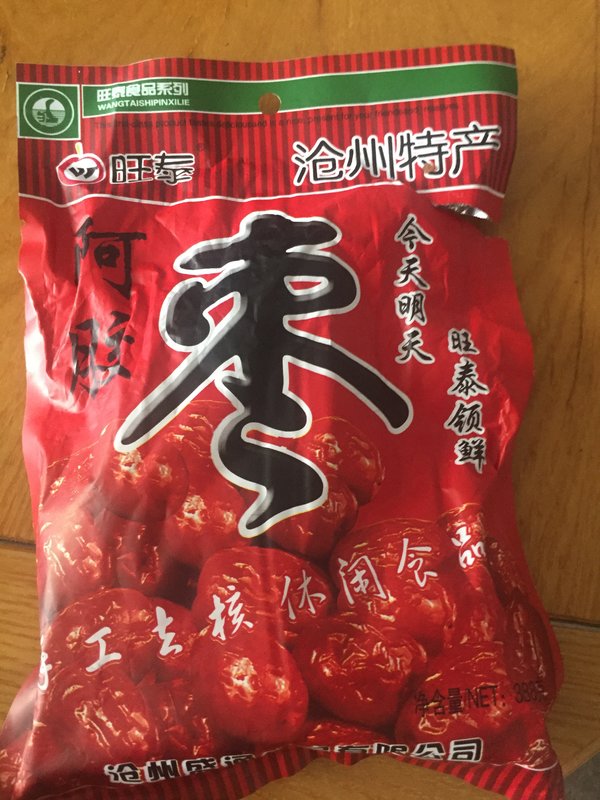 旺泰食品系列
WANGTAISHIPINXILIE
旺泰
沧州特产
阿胶
枣
今天明天
旺泰领鲜
工去核休闲食品
净含量NET:
沧州盛 有限公司